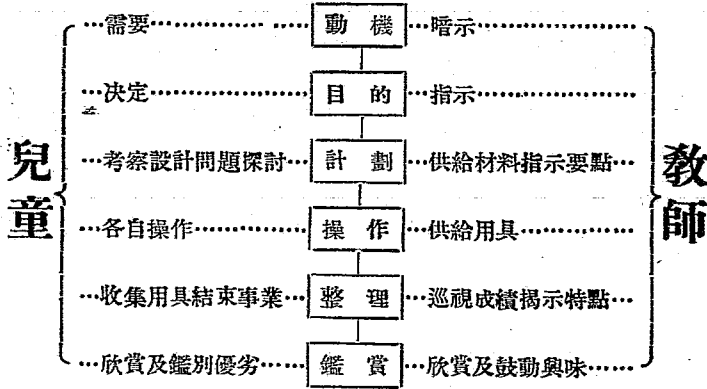 兒童
…需要…………動機…暗示…………
…決定…………目的…指示…………
…考察設計問題探討…計劃…供給材料指示要點…
…各自操作…………操作…供給用具…………
…收集用具結束事業…整理…巡視成績揭示特點…
…欣賞及鑑別優劣……鑑賞…欣賞及鼓動興味……
教師